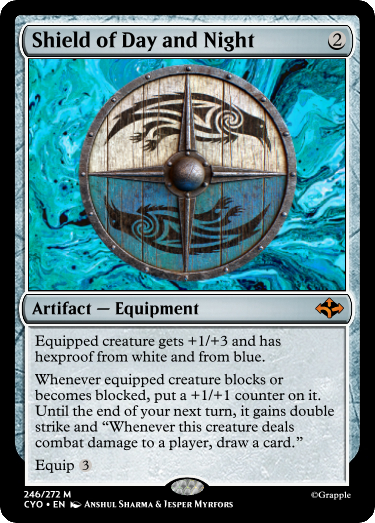 Shield of Day and Night 2
Artifact — Equipment
Equipped creature gets +1/+3 and has
hexproof from white and from blue.
Whenever equipped creature blocks or
becomes blocked, put a +1/+1 counter on it.
Until the end of your next turn, it gains double
strike and “Whenever this creature deals
combat damage to a player, draw a card.”
Equip 3
246/272 M
CYO • EN Anshul Sharma & Jesper Myrfors
©Grapple